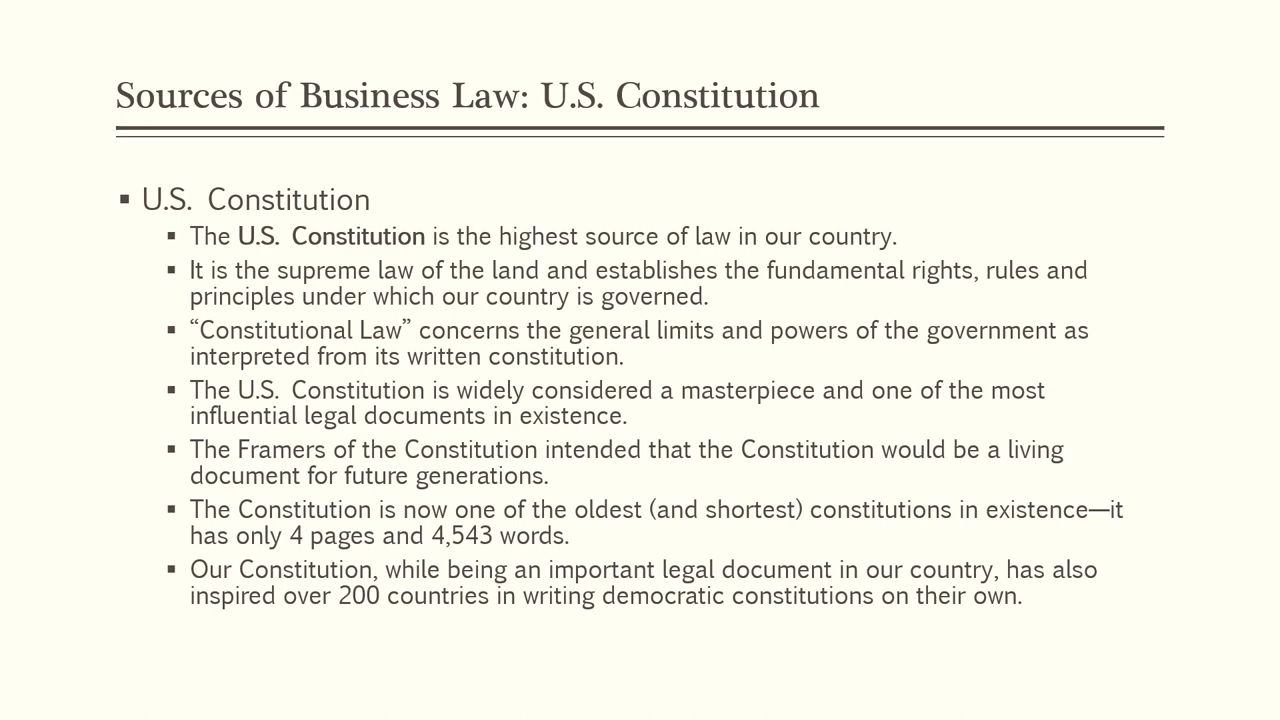 Sources of Business Law: U.S. Constitution
▪ U.S. Constitution
▪ The U.S. Constitution is the highest source of law in our country.
▪ It is the supreme law of the land and establishes the fundamental rights, rules and
principles under which our country is governed.
▪ “Constitutional Law” concerns the general limits and powers of the government as
interpreted from its written constitution.
▪ The U.S. Constitution is widely considered a masterpiece and one of the most
influential legal documents in existence.
▪ The Framers of the Constitution intended that the Constitution would be a living
document for future generations.
▪ The Constitution is now one of the oldest (and shortest) constitutions in existence—it
has only 4 pages and 4,543 words.
▪ Our Constitution, while being an important legal document in our country, has also
inspired over 200 countries in writing democratic constitutions on their own.